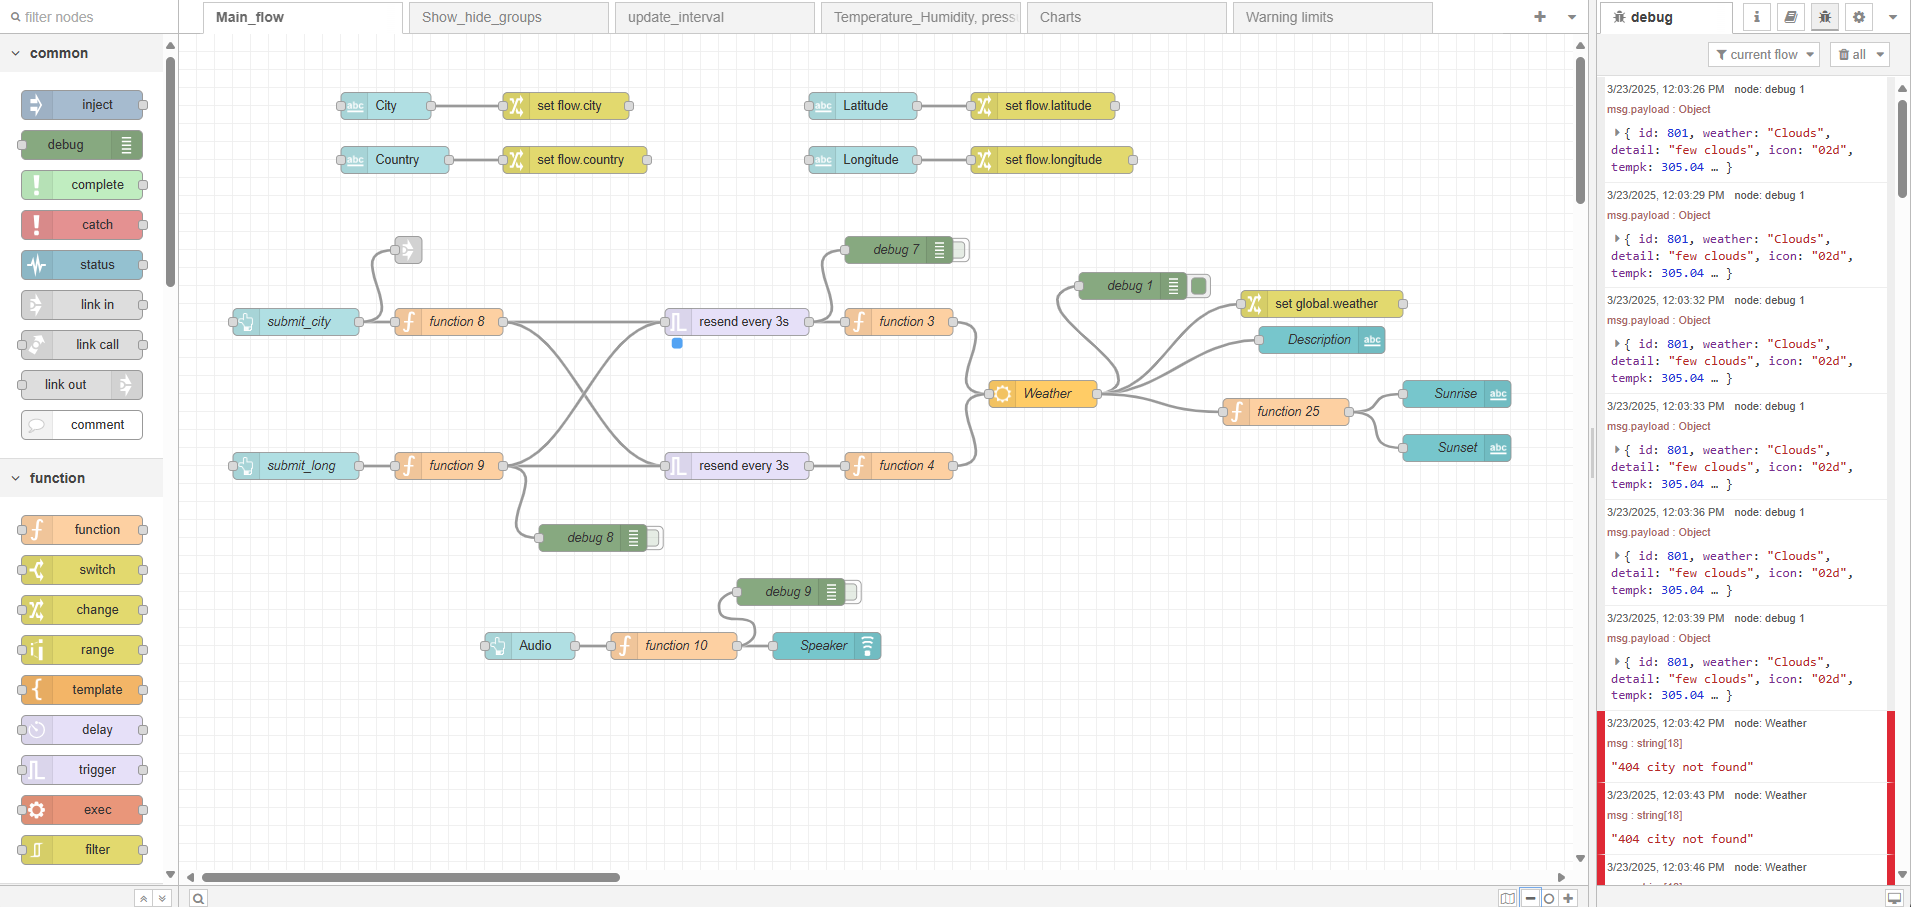 filter nodes
common
inject
debug
complete
catch
status
link in
link call
link out
comment
function
function
switch
change
range
template
delay
trigger
exec
filter
Main_flow
Show_hide_groups
update_interval
Temperature_Humidity, press
Charts
Warning limits
abc City
set flow.city
abc Latitude
set flow.latitude
abc Country
set flow.country
abc Longitude
set flow.longitude
debug 7
debug 1
set global.weather
submit_city
function 8
resend every 3s
function 3
Description abc
Weather
Sunrise abc
function 25
Sunset abc
submit_long
function 9
resend every 3s
function 4
debug 8
debug 9
Audio
function 10
Speaker
debug
current flow
all
3/23/2025, 12:03:26 PM node: debug 1
msg.payload : Object
{ id: 801, weather: "Clouds",
detail: "few clouds", icon: "02d",
tempk: 305.04 … }
3/23/2025, 12:03:29 PM node: debug 1
msg.payload : Object
{ id: 801, weather: "Clouds",
detail: "few clouds", icon: "02d",
tempk: 305.04 … }
3/23/2025, 12:03:32 PM node: debug 1
msg.payload : Object
{ id: 801, weather: "Clouds",
detail: "few clouds", icon: "02d",
tempk: 305.04 … }
3/23/2025, 12:03:33 PM node: debug 1
msg.payload : Object
{ id: 801, weather: "Clouds",
detail: "few clouds", icon: "02d",
tempk: 305.04 … }
3/23/2025, 12:03:36 PM node: debug 1
msg.payload : Object
{ id: 801, weather: "Clouds",
detail: "few clouds", icon: "02d",
tempk: 305.04 … }
3/23/2025, 12:03:39 PM node: debug 1
msg.payload : Object
{ id: 801, weather: "Clouds",
detail: "few clouds", icon: "02d",
tempk: 305.04 … }
3/23/2025, 12:03:42 PM node: Weather
msg : string[18]
"404 city not found"
3/23/2025, 12:03:43 PM node: Weather
msg : string[18]
"404 city not found"
3/23/2025, 12:03:46 PM node: Weather